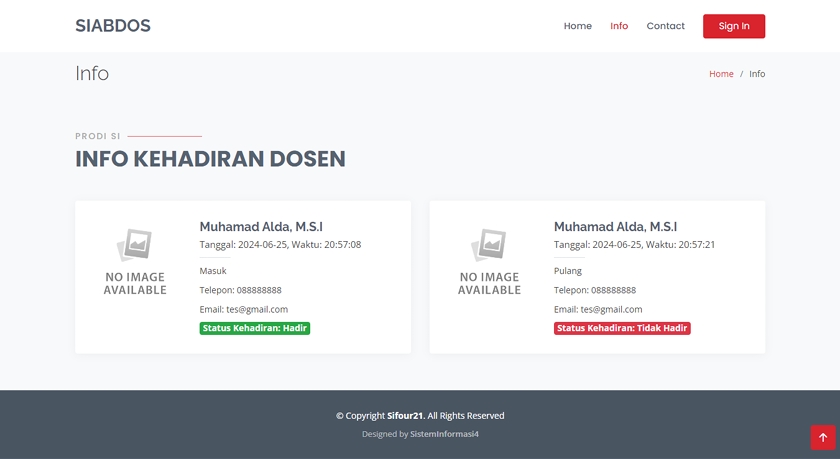 SIABDOS
Home Info Contact Sign In
Info
Home / Info
PRODI SI
INFO KEHADIRAN DOSEN
NO IMAGE
AVAILABLE
Muhamad Alda, M.S.I
Tanggal: 2024-06-25, Waktu: 20:57:08
Masuk
Telepon: 088888888
Email: tes@gmail.com
Status Kehadiran: Hadir
NO IMAGE
AVAILABLE
Muhamad Alda, M.S.I
Tanggal: 2024-06-25, Waktu: 20:57:21
Pulang
Telepon: 088888888
Email: tes@gmail.com
Status Kehadiran: Tidak Hadir
© Copyright Sifour21. All Rights Reserved
Designed by SistemInformasi4